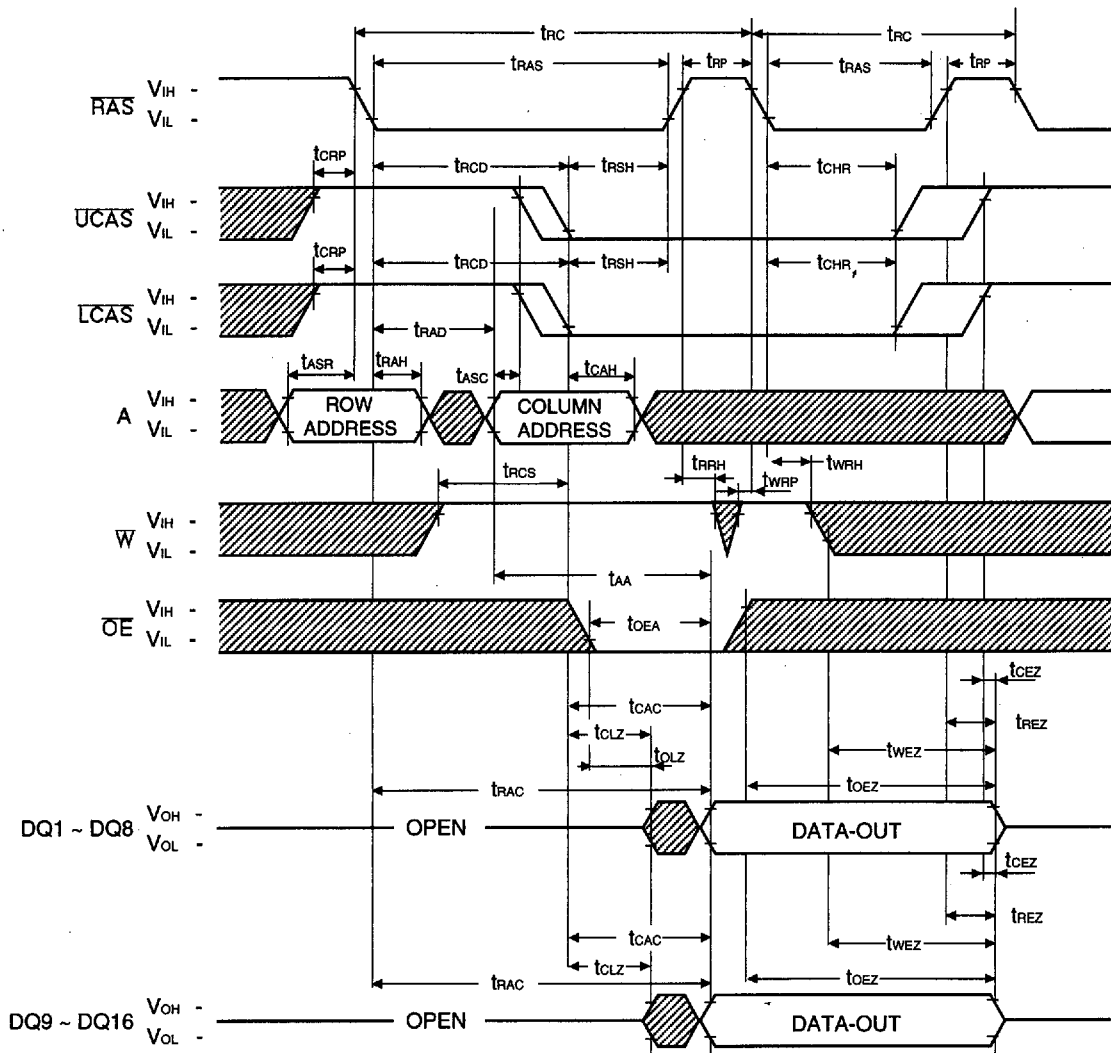 tRC tRC
tRAS tRP tRAS tRP
RAS VIH -
VIL -
tCRP tRCD tRSH tCHR
UCAS VIH -
VIL -
tCRP tRCD tRSH tCHR
LCAS VIH -
VIL -
tRAD
tASR tRAH tASC tCAH
A VIH -
VIL -
ROW
ADDRESS
COLUMN
ADDRESS
tRCS tRRH tWRP tWRH
W VIH -
VIL -
tAA
OE VIH -
VIL -
tOEA
tCEZ
tCAC tREZ
tCLZ tWEZ
tOLZ
tRAC tOEZ
DQ1 ~ DQ8 VOH -
VOL -
OPEN DATA-OUT
tCEZ
tREZ
tCAC tWEZ
tCLZ
tRAC tOEZ
DQ9 ~ DQ16 VOH -
VOL -
OPEN DATA-OUT